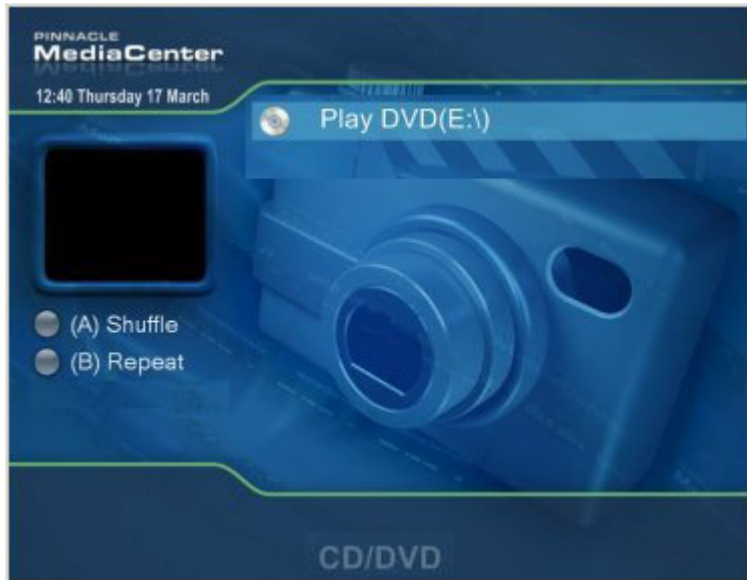 PINNACLE
MediaCenter
12:40 Thursday 17 March
Play DVD(E:\)
(A) Shuffle
(B) Repeat
CD/DVD